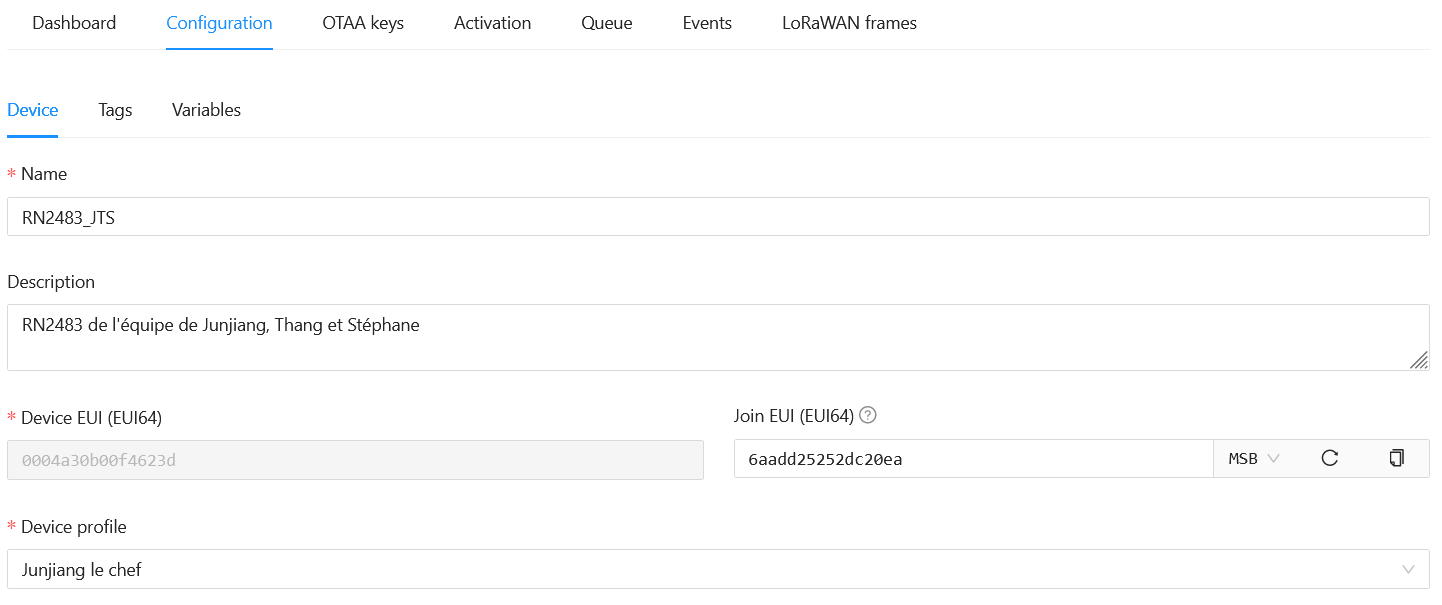 Dashboard Configuration OTAA keys Activation Queue Events LoRaWAN frames
Device Tags Variables
* Name
RN2483_JTS
Description
RN2483 de l'équipe de Junjiang, Thang et Stéphane
* Device EUI (EUI64)
0004a30b00f4623d
Join EUI (EUI64)
6aadd25252dc20ea MSB
* Device profile
Junjiang le chef